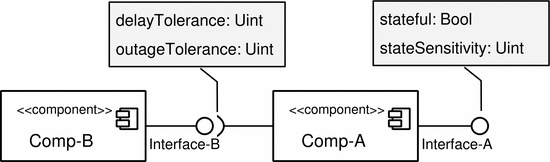 delayTolerance: Uint
outageTolerance: Uint
stateful: Bool
stateSensitivity: Uint
<<component>>
Comp-B
Interface-B
<<component>>
Comp-A
Interface-A